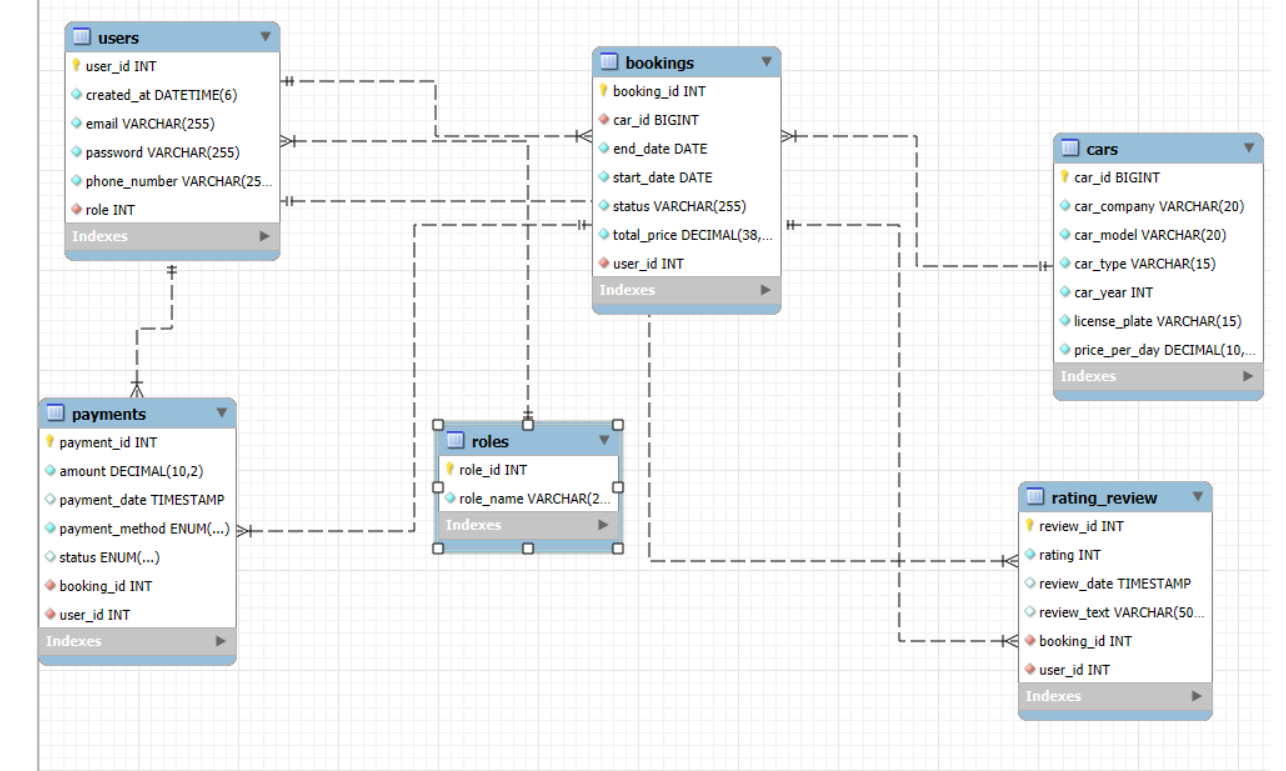 users
user_id INT
created_at DATETIME(6)
email VARCHAR(255)
password VARCHAR(255)
phone_number VARCHAR(25...
role INT
Indexes
bookings
booking_id INT
car_id BIGINT
end_date DATE
start_date DATE
status VARCHAR(255)
total_price DECIMAL(38,...
user_id INT
Indexes
cars
car_id BIGINT
car_company VARCHAR(20)
car_model VARCHAR(20)
car_type VARCHAR(15)
car_year INT
license_plate VARCHAR(15)
price_per_day DECIMAL(10,...
Indexes
payments
payment_id INT
amount DECIMAL(10,2)
payment_date TIMESTAMP
payment_method ENUM(...)
status ENUM(...)
booking_id INT
user_id INT
Indexes
roles
role_id INT
role_name VARCHAR(2...
Indexes
rating_review
review_id INT
rating INT
review_date TIMESTAMP
review_text VARCHAR(50...
booking_id INT
user_id INT
Indexes